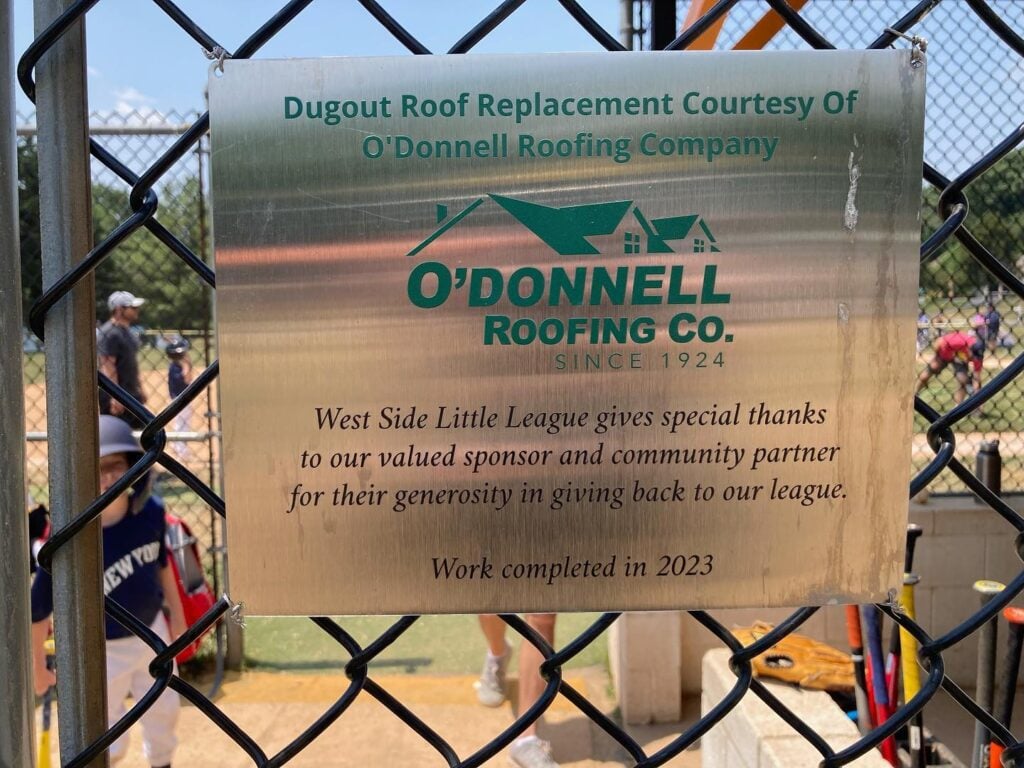 Dugout Roof Replacement Courtesy Of
O'Donnell Roofing Company
O'DONNELL
ROOFING CO.
SINCE 1924
West Side Little League gives special thanks
to our valued sponsor and community partner
for their generosity in giving back to our league.
Work completed in 2023
NEW YORK